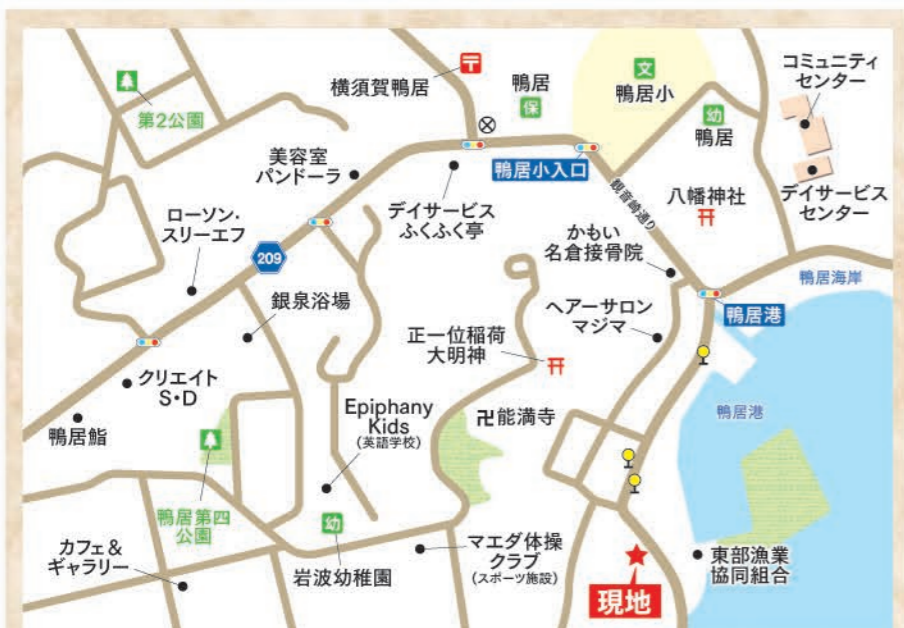 コミュニティ
センター
横須賀鴨居
〒
鴨居
保
文
鴨居小
幼
鴨居
第2公園
美容室
パンドーラ
鴨居小入口
観音崎通り
八幡神社
デイサービス
センター
デイサービス
ふくふく亭
ローソン・
スリーエフ
かもい
名倉接骨院
209
鴨居海岸
銀泉浴場
ヘアーサロン
マジマ
鴨居港
正一位稲荷
大明神
クリエイト
S・D
Epiphany
Kids
(英語学校)
卍能満寺
鴨居港
鴨居鮨
鴨居第四
公園
幼
岩波幼稚園
カフェ&
ギャラリー
マエダ体操
クラブ
(スポーツ施設)
東部漁業
協同組合
現地